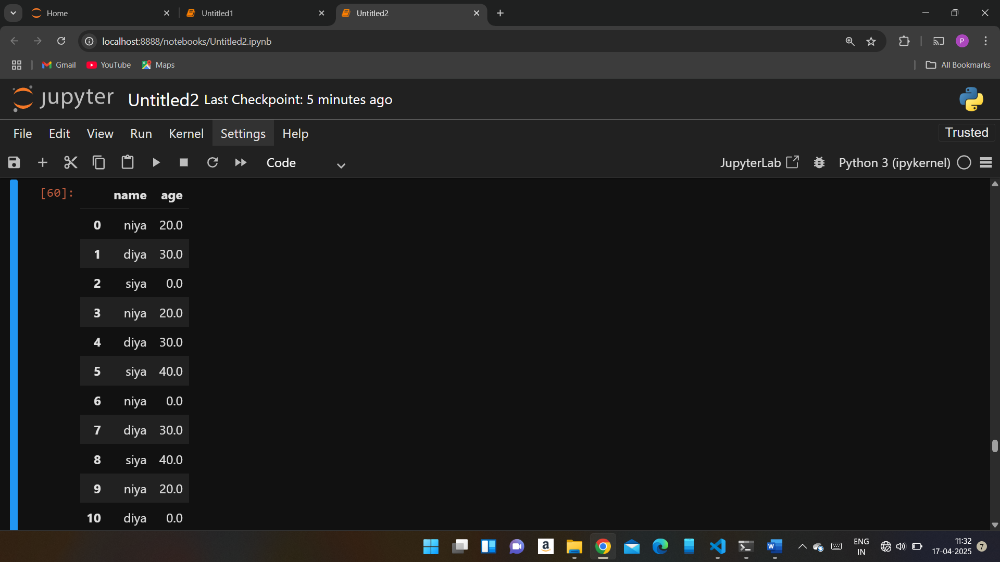 Home
Untitled1
Untitled2
localhost:8888/notebooks/Untitled2.ipynb
P
Gmail
YouTube
Maps
All Bookmarks
jupyter Untitled2 Last Checkpoint: 5 minutes ago
File Edit View Run Kernel Settings Help
Trusted
Code
JupyterLab
Python 3 (ipykernel)
[60]:
name age
0 niya 20.0
1 diya 30.0
2 siya 0.0
3 niya 20.0
4 diya 30.0
5 siya 40.0
6 niya 0.0
7 diya 30.0
8 siya 40.0
9 niya 20.0
10 diya 0.0
a
W
ENG
IN
11:32
17-04-2025
7